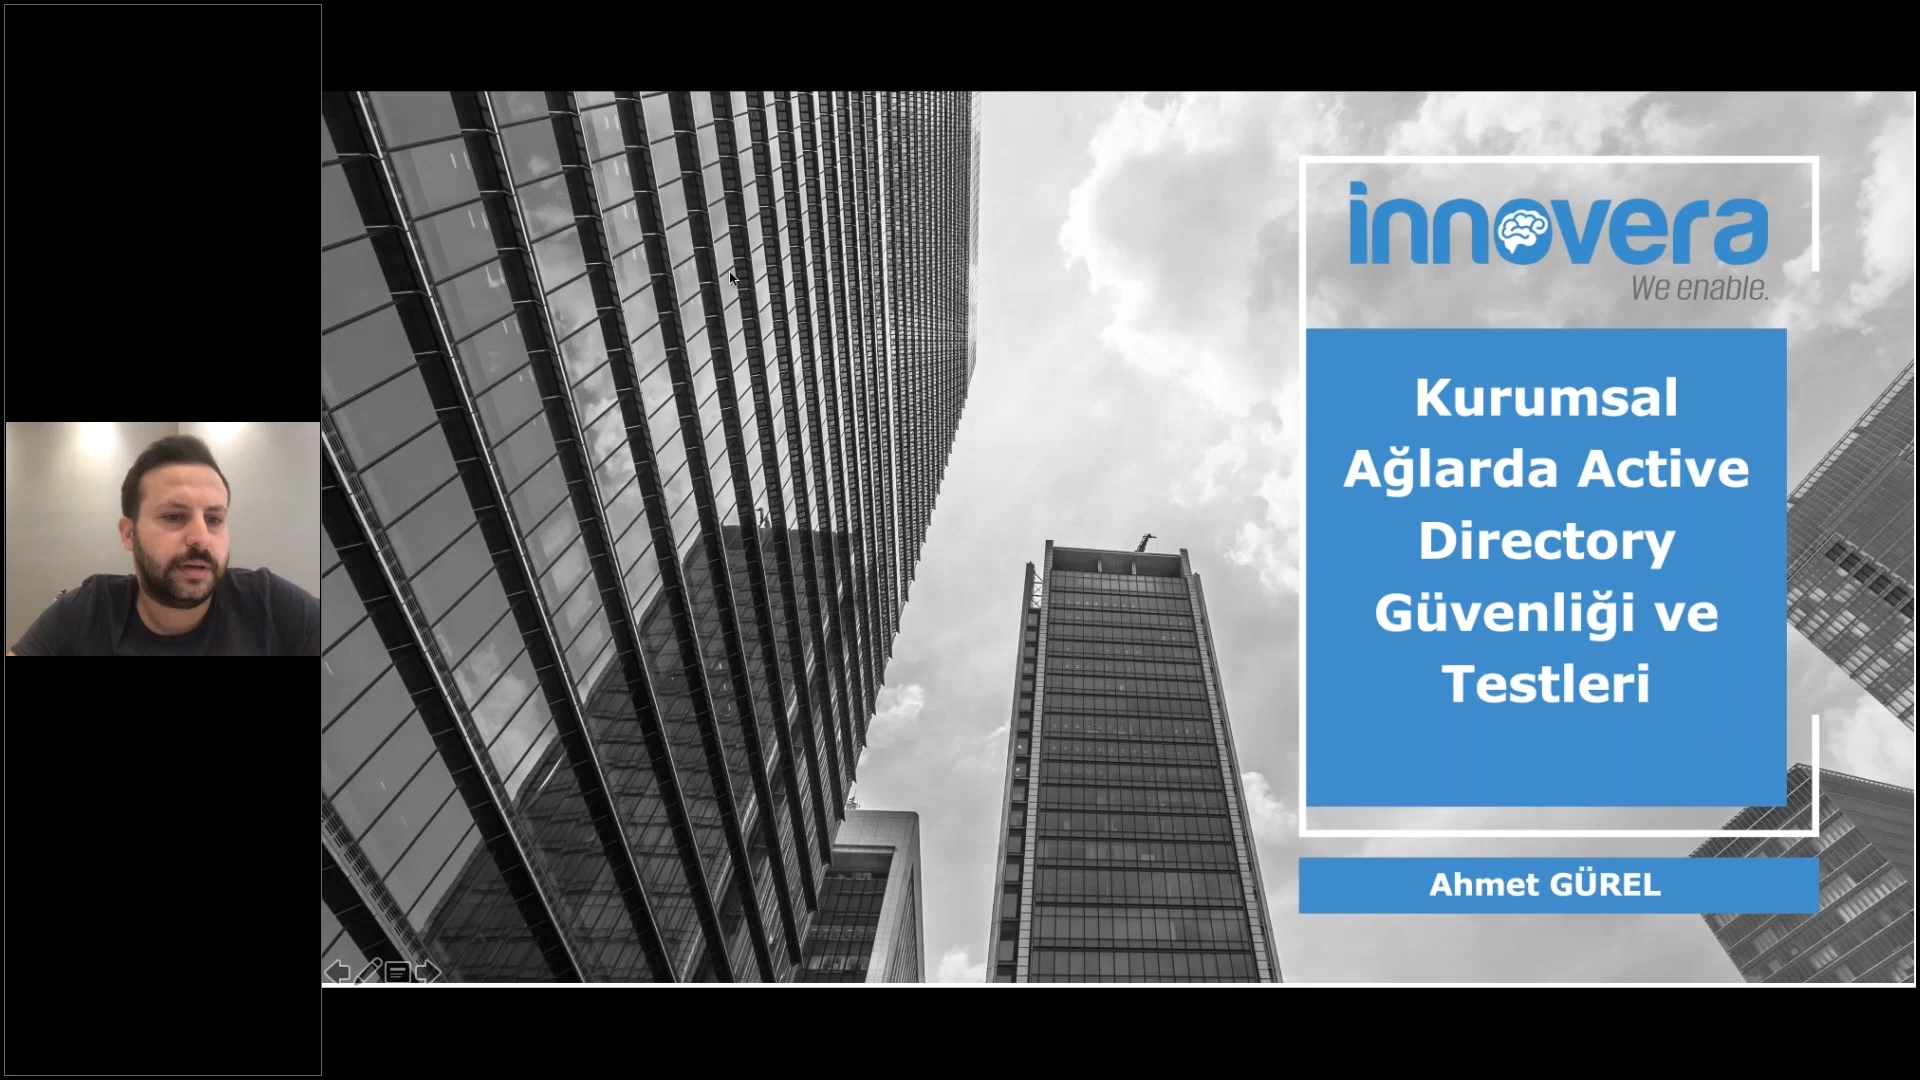 innovera
We enable.
Kurumsal
Ağlarda Active
Directory
Güvenliği ve
Testleri
Ahmet GÜREL